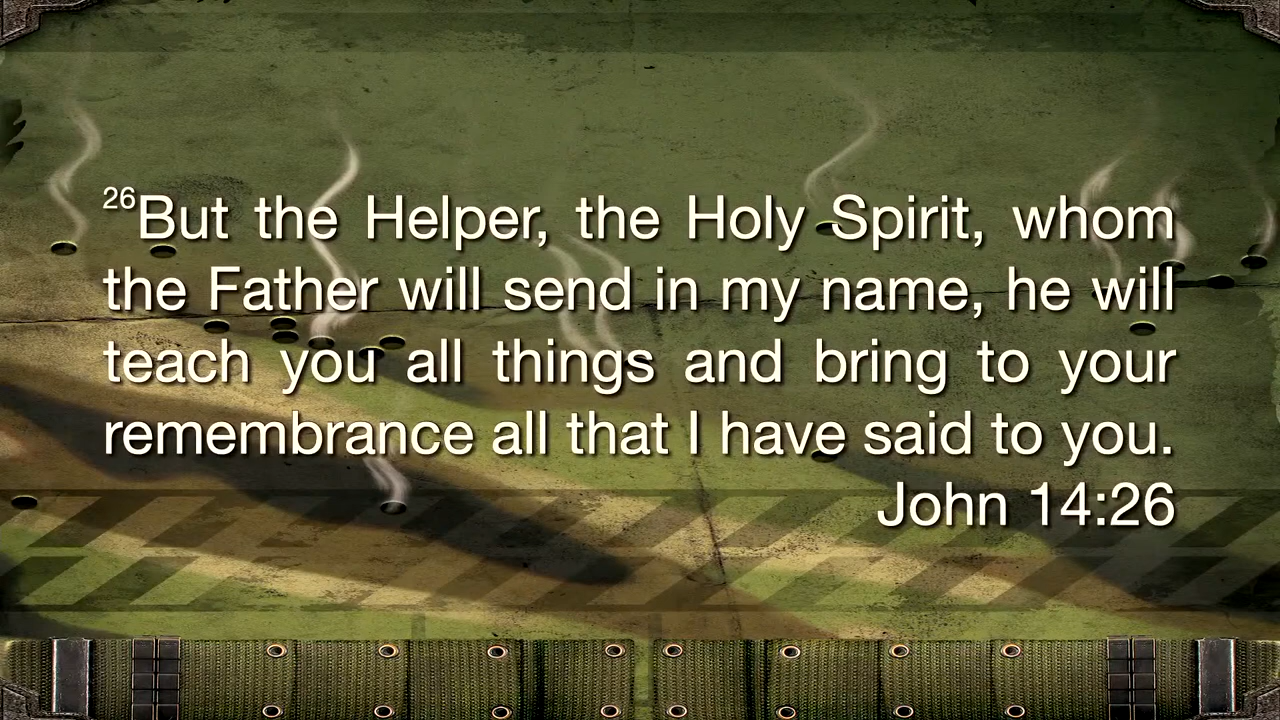 26But the Helper, the Holy Spirit, whom
the Father will send in my name, he will
teach you all things and bring to your
remembrance all that I have said to you.
John 14:26